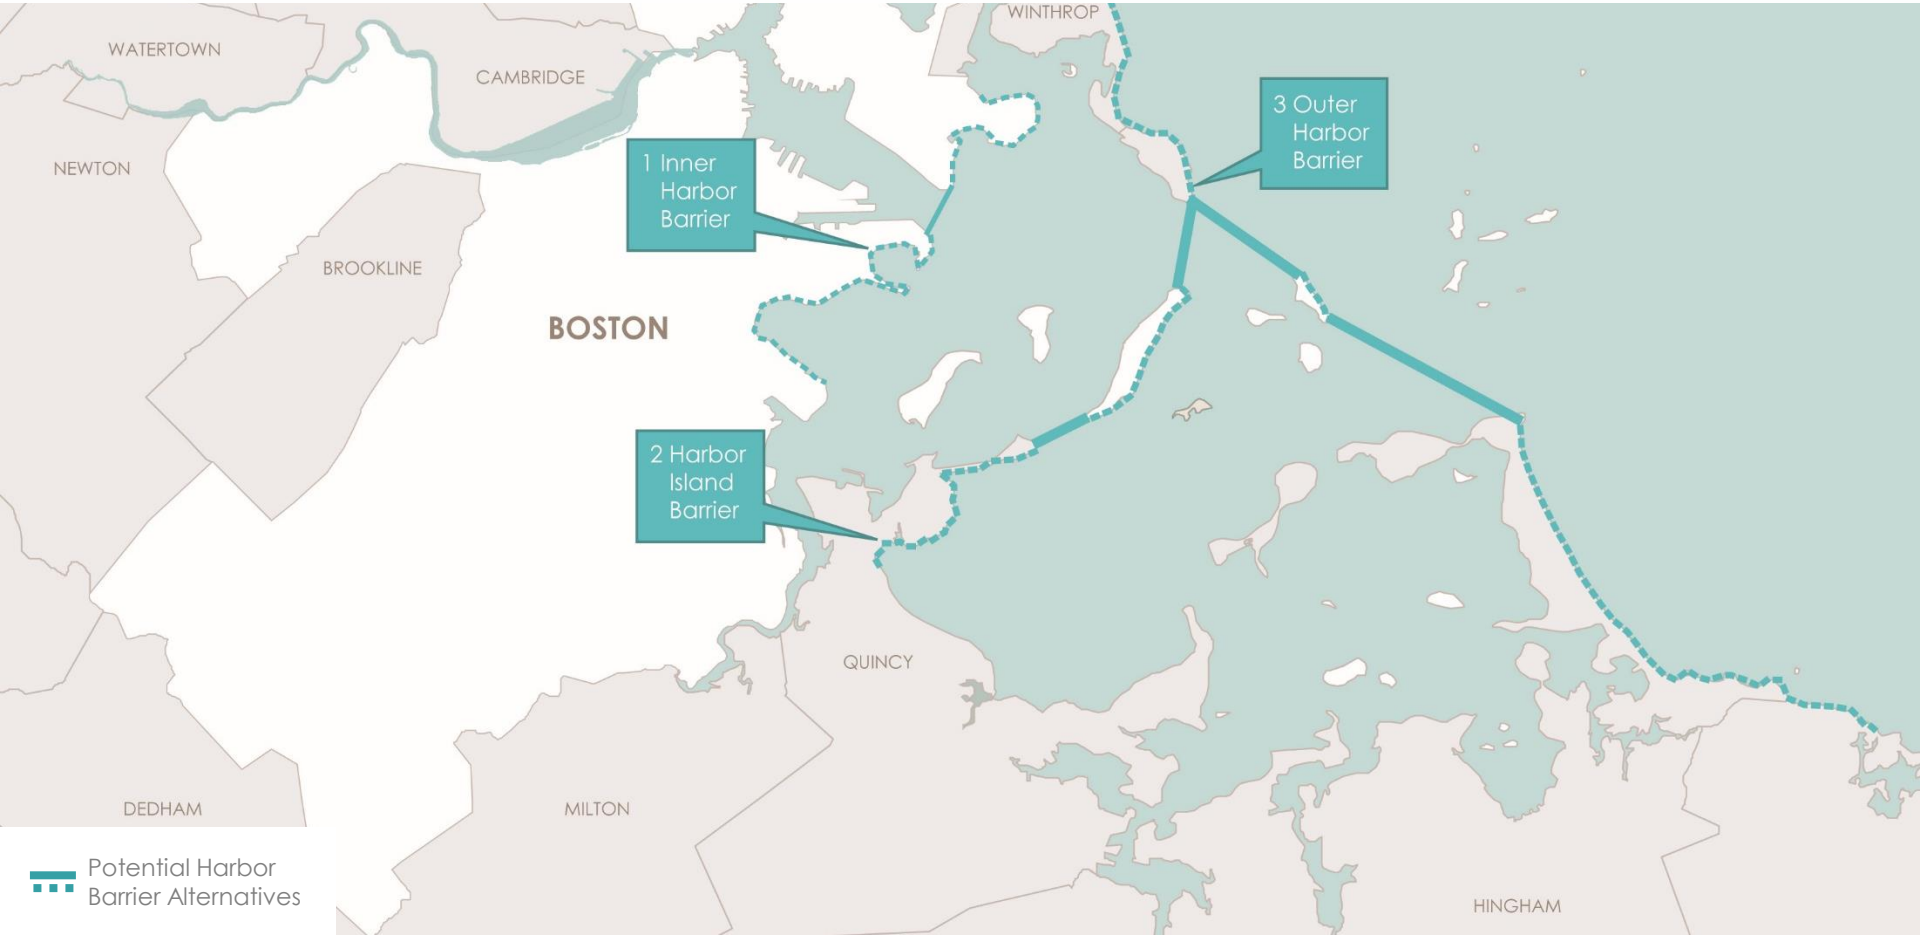 WINTHROP
WATERTOWN
CAMBRIDGE
3 Outer
Harbor
Barrier
NEWTON
1 Inner
Harbor
Barrier
BROOKLINE
BOSTON
2 Harbor
Island
Barrier
QUINCY
DEDHAM
MILTON
Potential Harbor
Barrier Alternatives
HINGHAM